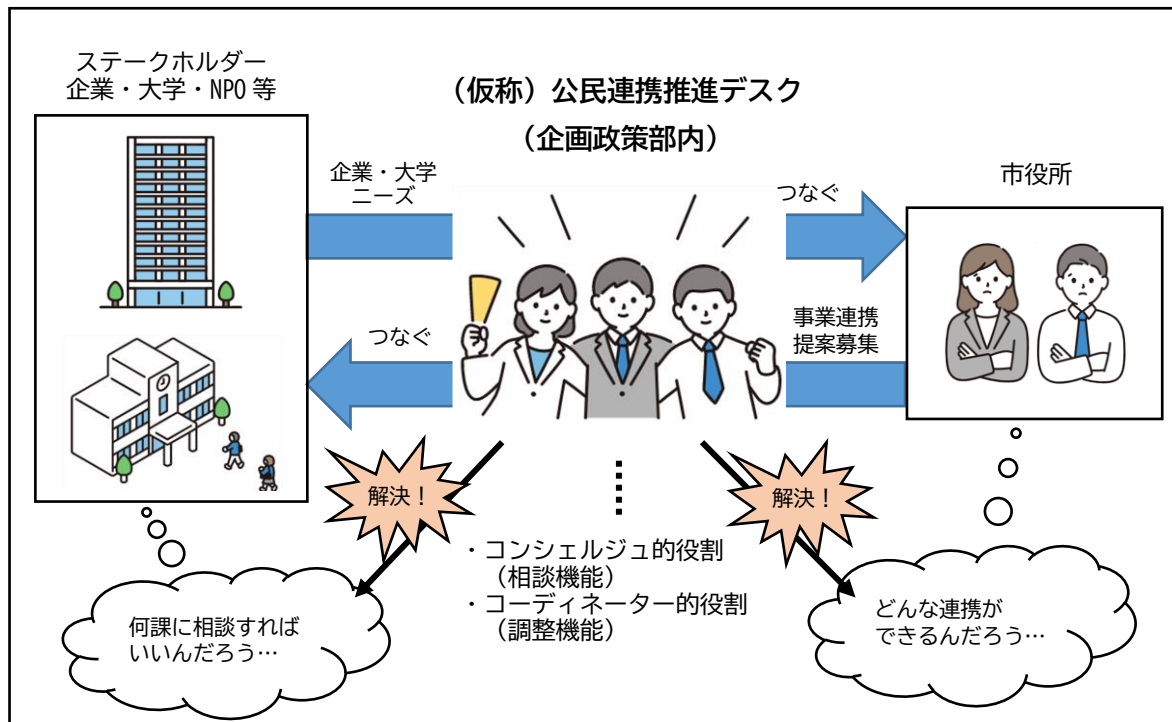 ステークホルダー
企業・大学・NPO 等
（仮称）公民連携推進デスク
（企画政策部内）
企業・大学
ニーズ
つなぐ
市役所
つなぐ
事業連携
提案募集
解決！
解決！
・コンシェルジュ的役割
（相談機能）
・コーディネーター的役割
（調整機能）
何課に相談すれば
いいんだろう…
どんな連携が
できるんだろう…